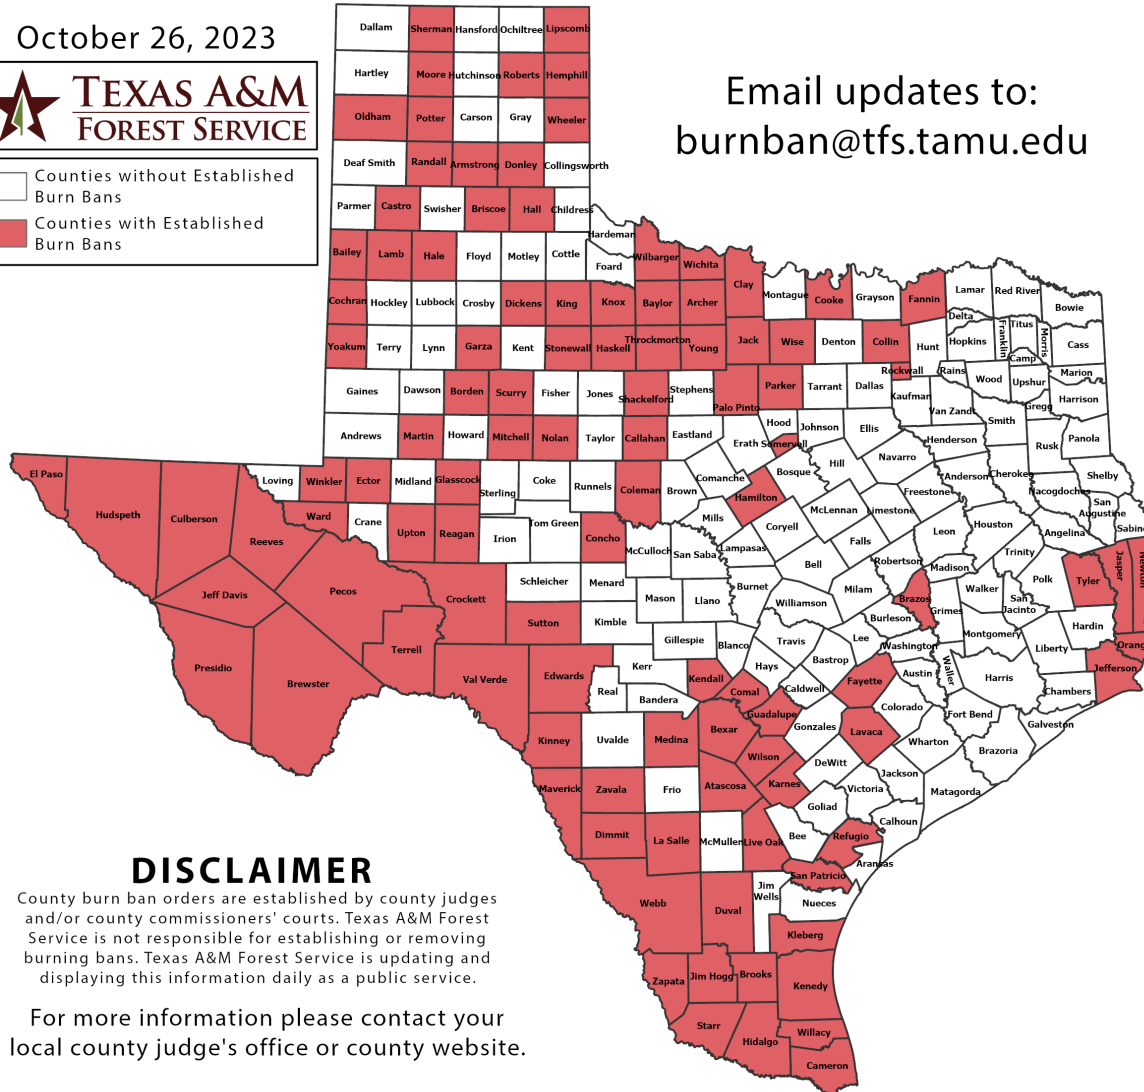 October 26, 2023
TEXAS A&M
FOREST SERVICE
Counties without Established
Burn Bans
Counties with Established
Burn Bans
Email updates to:
burnban@tfs.tamu.edu
Dallam Sherman Hansford Ochiltree Lipscomb
Hartley Moore Hutchinson Roberts Hemphill
Oldham Potter Carson Gray Wheeler
Deaf Smith Randall Armstrong Donley Collingsworth
Parmer Castro Swisher Briscoe Hall Childress
Hardeman
Bailey Lamb Hale Floyd Motley Cottle Foard Wilbarger Wichita
Clay Montague Cooke Grayson Fannin Lamar Red River Bowie
Cochran Hockley Lubbock Crosby Dickens King Knox Baylor Archer
Delta Franklin Titus Morris Cass
Yoakum Terry Lynn Garza Kent Stonewall Haskell Throckmorton Young Jack Wise Denton Collin Hunt Hopkins Camp
Rockwall Rains Wood Upshur Marion
Gaines Dawson Borden Scurry Fisher Jones Shackelford Stephens Palo Pinto Parker Tarrant Dallas Kaufman Van Zandt Gregg Harrison
Andrews Martin Howard Mitchell Nolan Taylor Callahan Eastland Erath Hood Somervell Johnson Ellis Henderson Smith Rusk Panola
El Paso Hudspeth Culberson Reeves Loving Winkler Ector Midland Glasscock Sterling Coke Runnels Coleman Brown Comanche Hamilton Bosque Hill Navarro Freestone Anderson Cherokee Nacogdoches Shelby
San
Augustine
Sabin
Ward Crane Upton Reagan Irion Tom Green Concho McCulloch San Saba Mills Lampasas Coryell McLennan Limestone Falls Leon Houston Angelina Trinity
Jeff Davis Pecos Crockett Schleicher Menard Mason Llano Burnet Bell Williamson Milam Robertson Brazos Madison Walker Polk Tyler Jasper Newton
San
Jacinto
Presidio Brewster Terrell Sutton Kimble Gillespie Blanco Travis Lee Burleson Grimes Montgomery Liberty Hardin Orang
Val Verde Edwards Real Kerr Bandera Kendall Comal Hays Caldwell Bastrop Fayette Washington Austin Waller Harris Chambers Jefferson
Kinney Uvalde Medina Bexar Guadalupe Gonzales Lavaca Colorado Fort Bend Galveston
Wilson DeWitt Wharton Brazoria
Maverick Zavala Frio Atascosa Karnes Victoria Jackson Matagorda
Dimmit La Salle McMullen Live Oak Bee Goliad Refugio Calhoun Aransas
San Patricio
Webb Duval
Jim
Wells
Nueces
Kleberg
Zapata Jim Hogg Brooks Kenedy
Starr Hidalgo Willacy
Cameron
DISCLAIMER
County burn ban orders are established by county judges
and/or county commissioners' courts. Texas A&M Forest
Service is not responsible for establishing or removing
burning bans. Texas A&M Forest Service is updating and
displaying this information daily as a public service.
For more information please contact your
local county judge's office or county website.